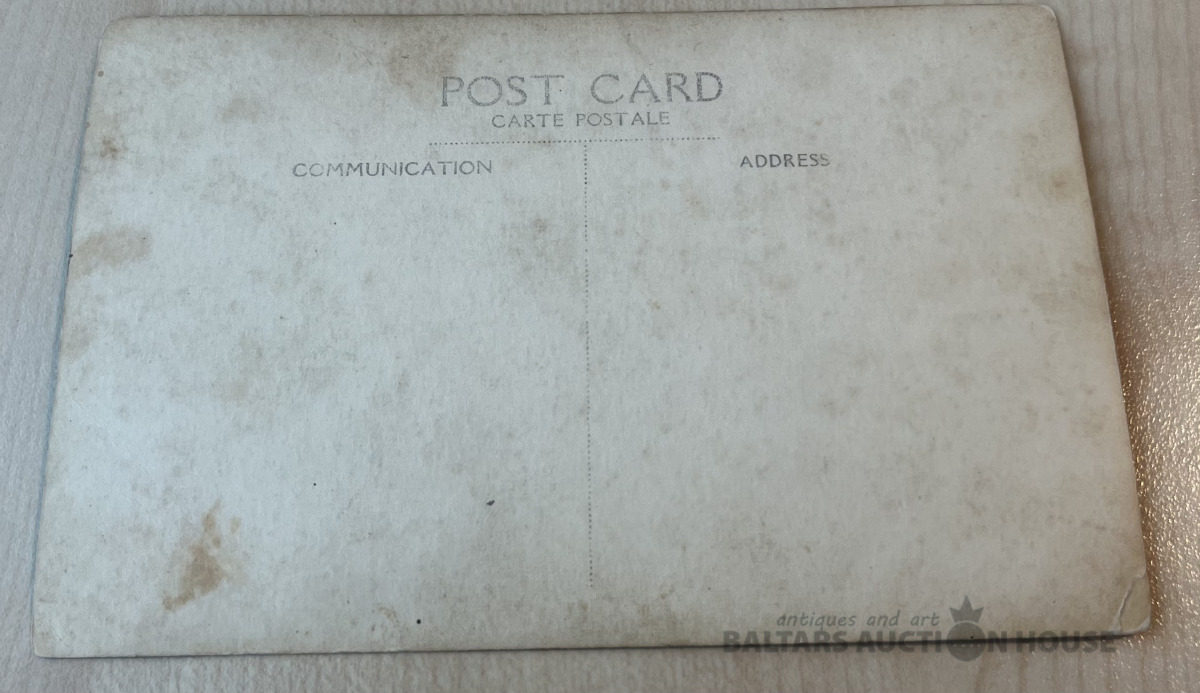 POST CARD
CARTE POSTALE
COMMUNICATION
ADDRESS
antiques and art
BALTARS AUCTION HOUSE